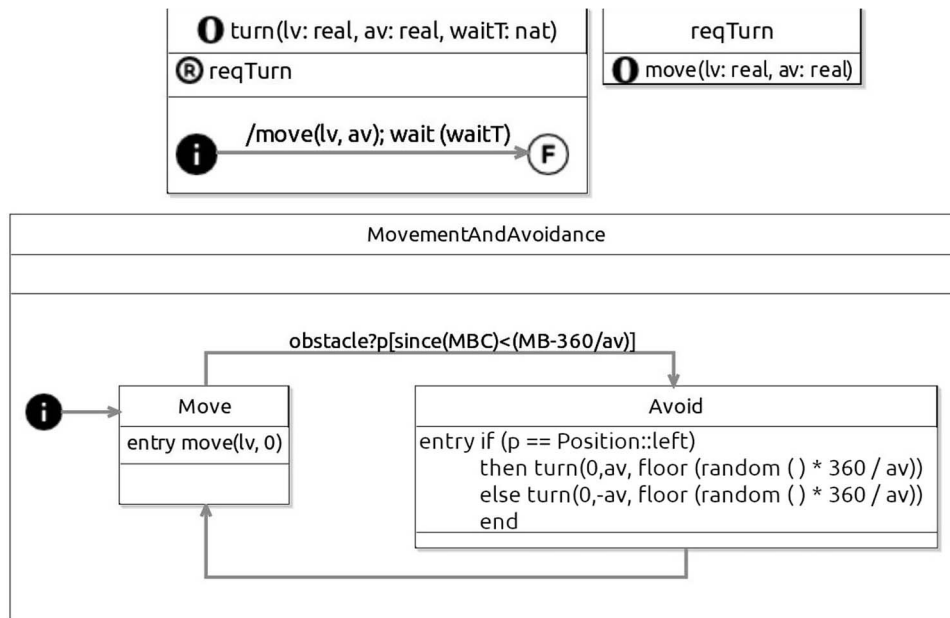 O turn(lv: real, av: real, waitT: nat)
R reqTurn
/move(lv, av); wait (waitT)
i
F
reqTurn
O move(lv: real, av: real)
MovementAndAvoidance
obstacle?p[since(MBC)<(MB-360/av)]
i
Move
entry move(lv, 0)
Avoid
entry if (p == Position::left)
then turn(0,av, floor (random ( ) * 360 / av))
else turn(0,-av, floor (random ( ) * 360 / av))
end